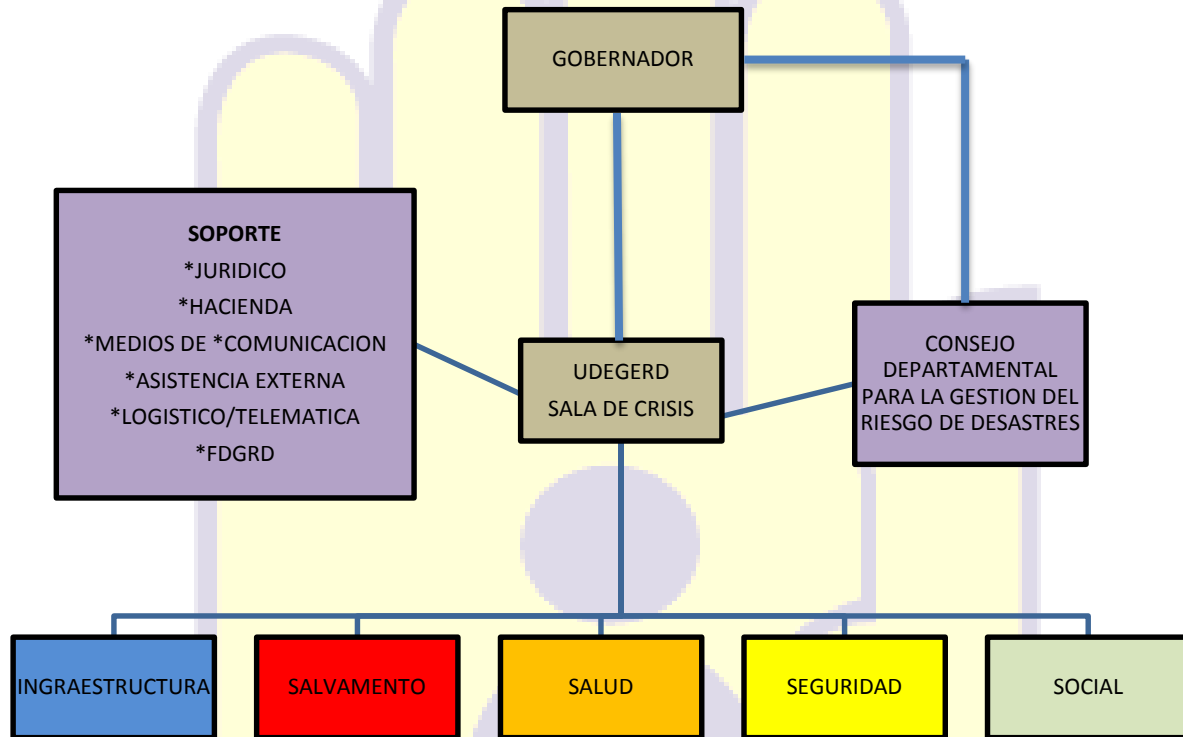 GOBERNADOR
SOPORTE
*JURIDICO
*HACIENDA
*MEDIOS DE *COMUNICACION
*ASISTENCIA EXTERNA
*LOGISTICO/TELEMATICA
*FDGRD
UDEGERD
SALA DE CRISIS
CONSEJO
DEPARTAMENTAL
PARA LA GESTION DEL
RIESGO DE DESASTRES
INGRAESTRUCTURA
SALVAMENTO
SALUD
SEGURIDAD
SOCIAL